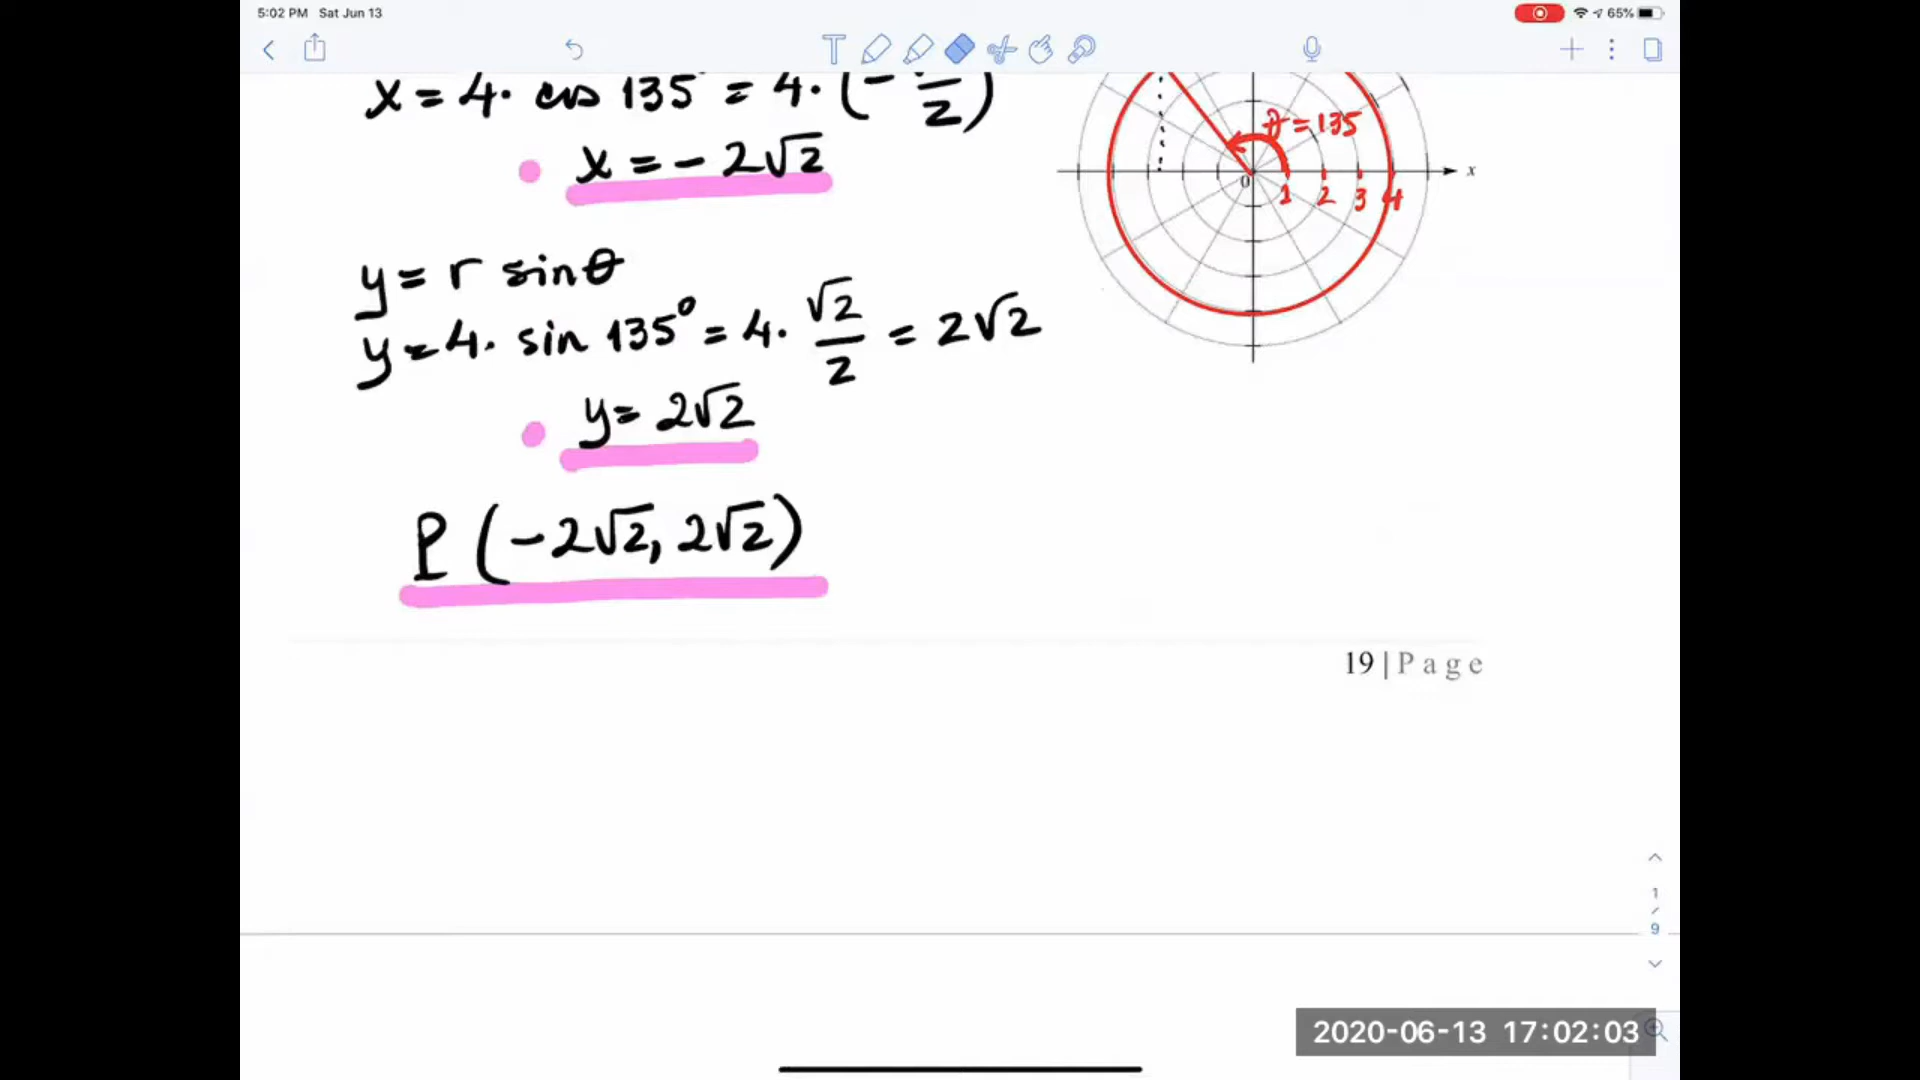 5:02 PM Sat Jun 13
65%
x = 4. cos 135° = 4. (- /2)
x = - 2√2
y = r sinθ
y = 4. sin 135° = 4. √2/2 = 2√2
y = 2√2
P (-2√2, 2√2)
θ = 135
x
0
1 2 3 4
19 | P a g e
1
/
9
2020-06-13 17:02:03